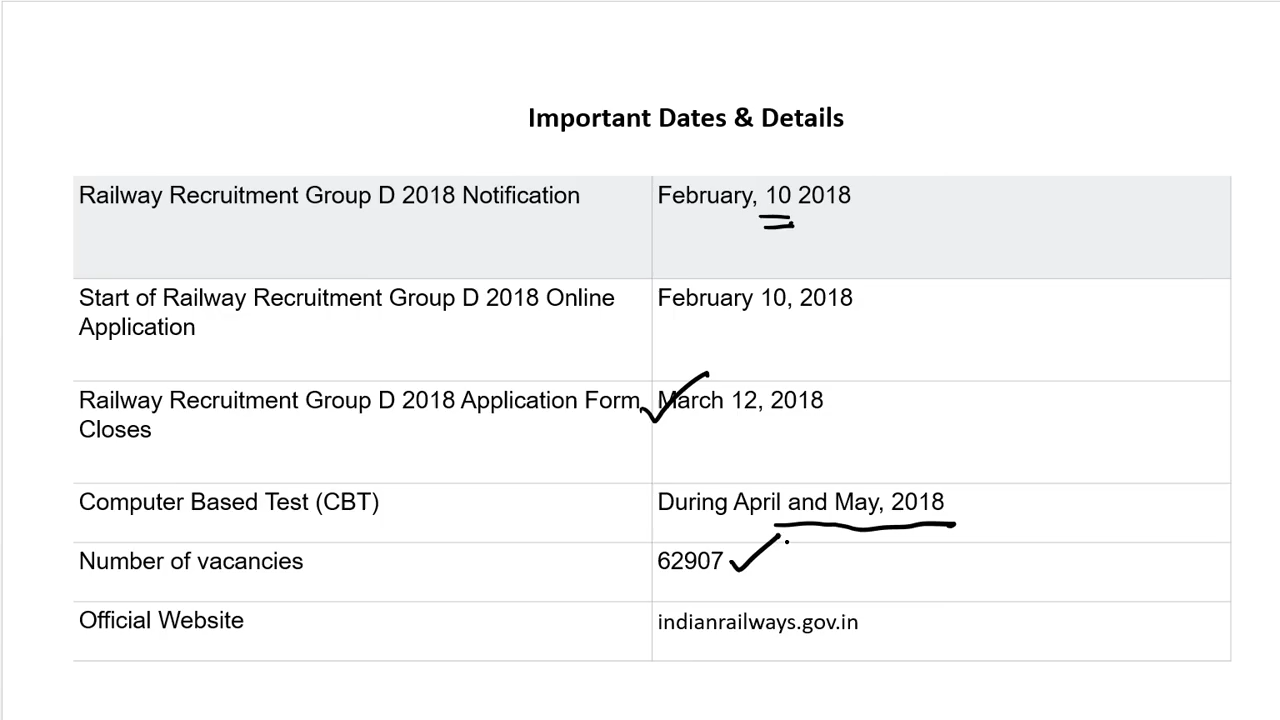 Important Dates & Details
Railway Recruitment Group D 2018 Notification
February, 10 2018
Start of Railway Recruitment Group D 2018 Online
Application
February 10, 2018
Railway Recruitment Group D 2018 Application Form
Closes
March 12, 2018
Computer Based Test (CBT)
During April and May, 2018
Number of vacancies
62907
Official Website
indianrailways.gov.in